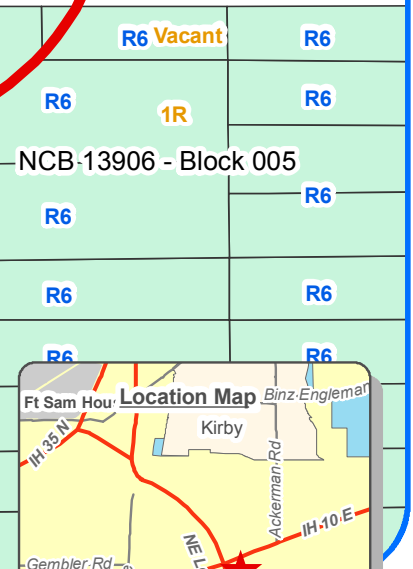 R6 Vacant R6
R6 R6
1R
NCB 13906 - Block 005
R6
R6
R6 R6
R6 R6
Location Map
Ft Sam Hou
Binz-Engleman
Kirby
IH 35 N
Ackerman Rd
IH 10 E
NE L
Gembler Rd